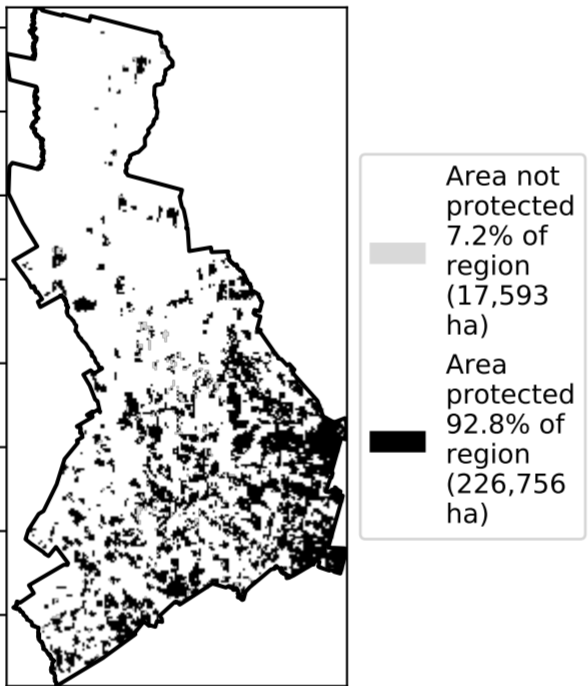 Area not
protected
7.2% of
region
(17,593
ha)
Area
protected
92.8% of
region
(226,756
ha)